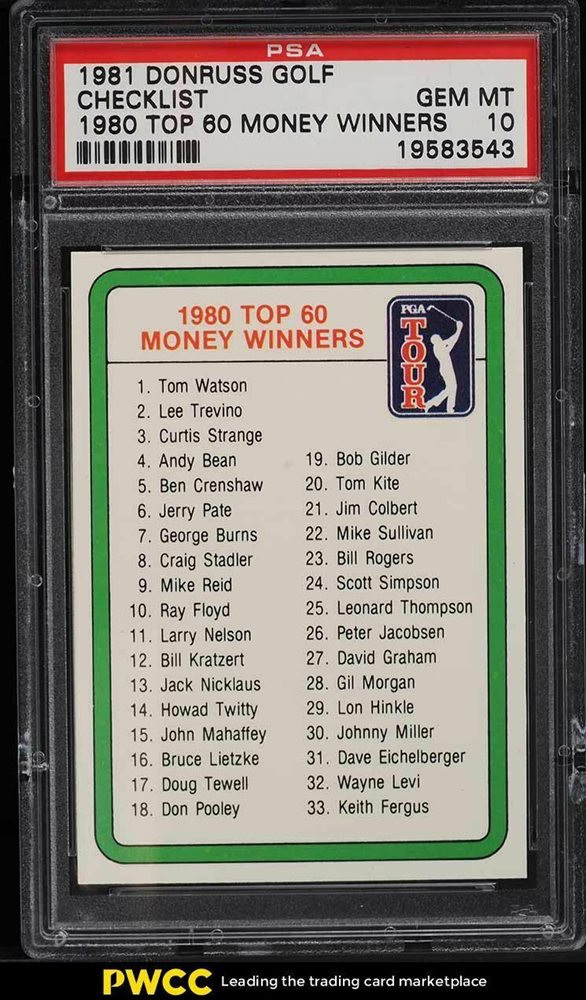 PSA
1981 DONRUSS GOLF
CHECKLIST GEM MT
1980 TOP 60 MONEY WINNERS 10
19583543
1980 TOP 60
MONEY WINNERS
PGA
TOUR
1. Tom Watson
2. Lee Trevino
3. Curtis Strange
4. Andy Bean
5. Ben Crenshaw
6. Jerry Pate
7. George Burns
8. Craig Stadler
9. Mike Reid
10. Ray Floyd
11. Larry Nelson
12. Bill Kratzert
13. Jack Nicklaus
14. Howad Twitty
15. John Mahaffey
16. Bruce Lietzke
17. Doug Tewell
18. Don Pooley
19. Bob Gilder
20. Tom Kite
21. Jim Colbert
22. Mike Sullivan
23. Bill Rogers
24. Scott Simpson
25. Leonard Thompson
26. Peter Jacobsen
27. David Graham
28. Gil Morgan
29. Lon Hinkle
30. Johnny Miller
31. Dave Eichelberger
32. Wayne Levi
33. Keith Fergus
PWCC Leading the trading card marketplace